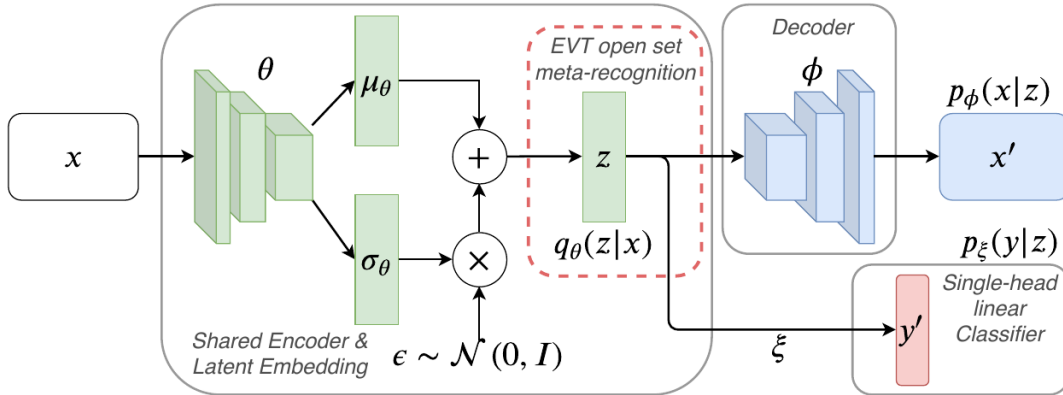 x
θ
μθ
σθ
+
×
ϵ ∼ 𝒩 (0, I)
Shared Encoder &
Latent Embedding
EVT open set
meta-recognition
z
qθ(z|x)
Decoder
ϕ
pϕ(x|z)
x′
pξ(y|z)
ξ
y′
Single-head
linear
Classifier